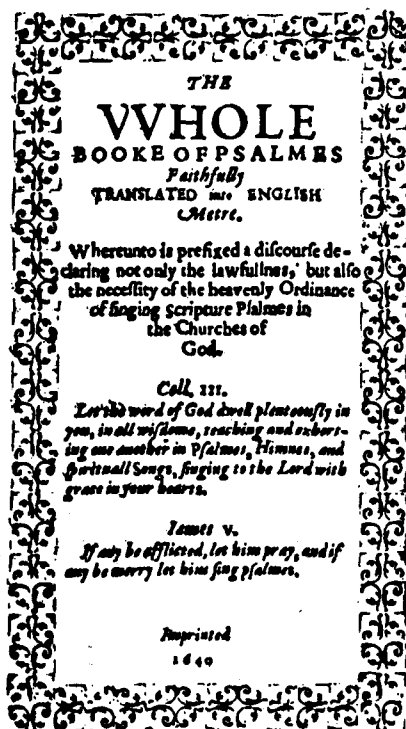 THE
VVHOLE
BOOKE OF PSALMES
Faithfully
TRANSLATED into ENGLISH
Metre.
Whereunto is prefixed a discourse de-
claring not only the lawfullnes, but also
the necessity of the heavenly Ordinance
of singing Scripture Psalmes in
the Churches of
God.
Coll. III.
Let the word of God dwell plenteously in
you, in all wisdome, teaching and exhort-
ing one another in Psalmes, Himnes, and
spirituall Songs, singing to the Lord with
grace in your hearts.
Iames V.
If any be afflicted, let him pray, and if
any be merry let him sing psalmes.
Imprinted
1640